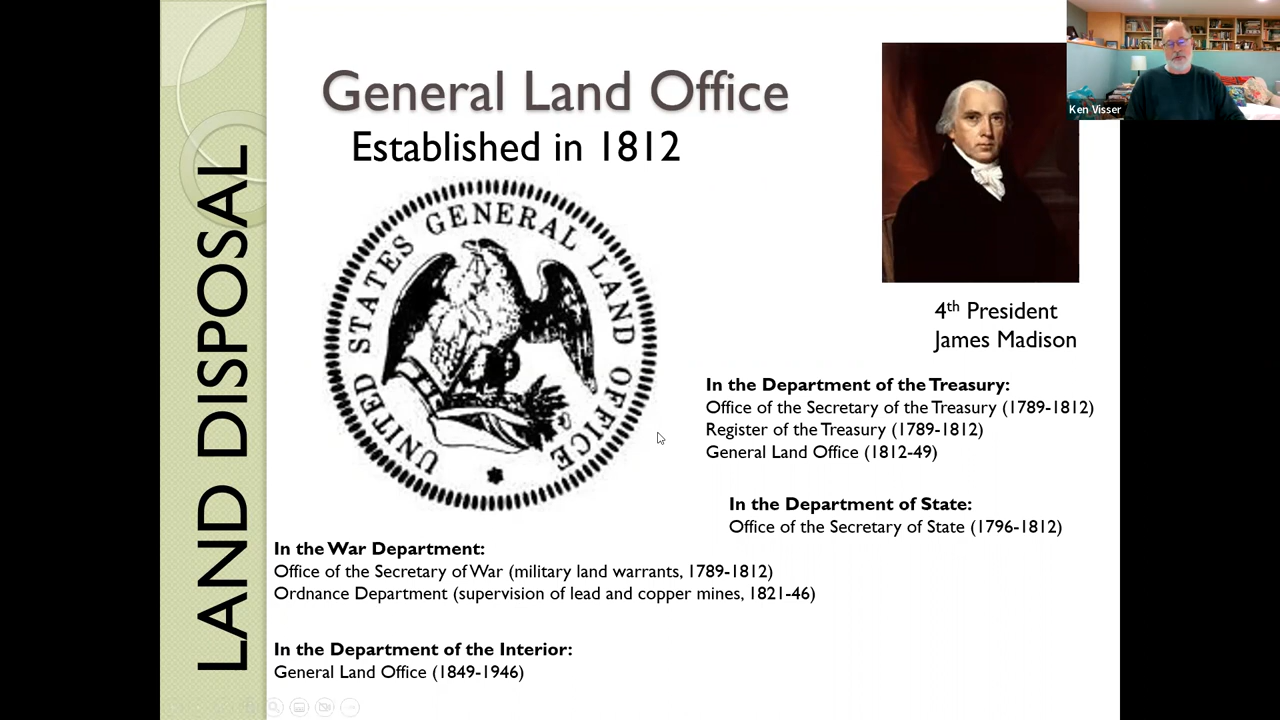 LAND DISPOSAL
General Land Office
Established in 1812
UNITED STATES GENERAL LAND OFFICE
Ken Visser
4th President
James Madison
In the Department of the Treasury:
Office of the Secretary of the Treasury (1789-1812)
Register of the Treasury (1789-1812)
General Land Office (1812-49)
In the Department of State:
Office of the Secretary of State (1796-1812)
In the War Department:
Office of the Secretary of War (military land warrants, 1789-1812)
Ordnance Department (supervision of lead and copper mines, 1821-46)
In the Department of the Interior:
General Land Office (1849-1946)